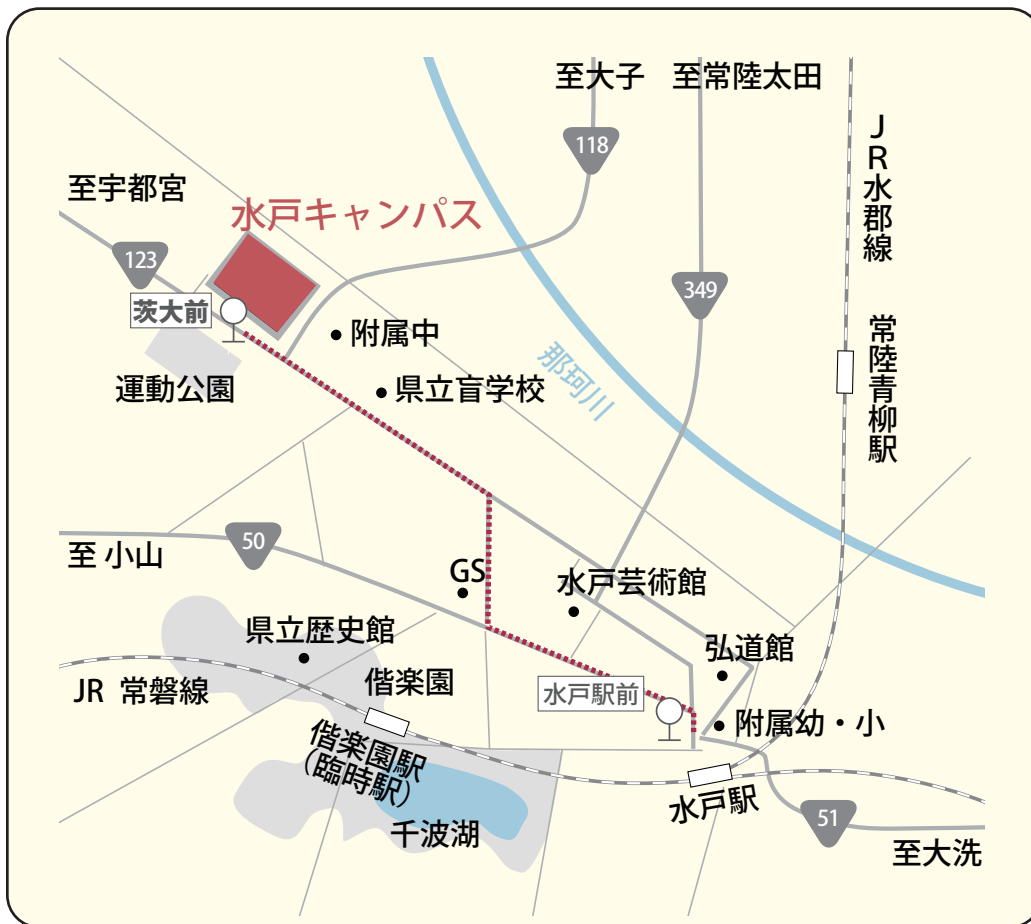 至大子
至常陸太田
118
JR水郡線
至宇都宮
水戸キャンパス
123
349
茨大前
附属中
那珂川
常陸青柳駅
運動公園
県立盲学校
50
至 小山
GS
水戸芸術館
県立歴史館
弘道館
JR 常磐線
偕楽園
水戸駅前
附属幼・小
偕楽園駅
(臨時駅)
水戸駅
千波湖
51
至大洗